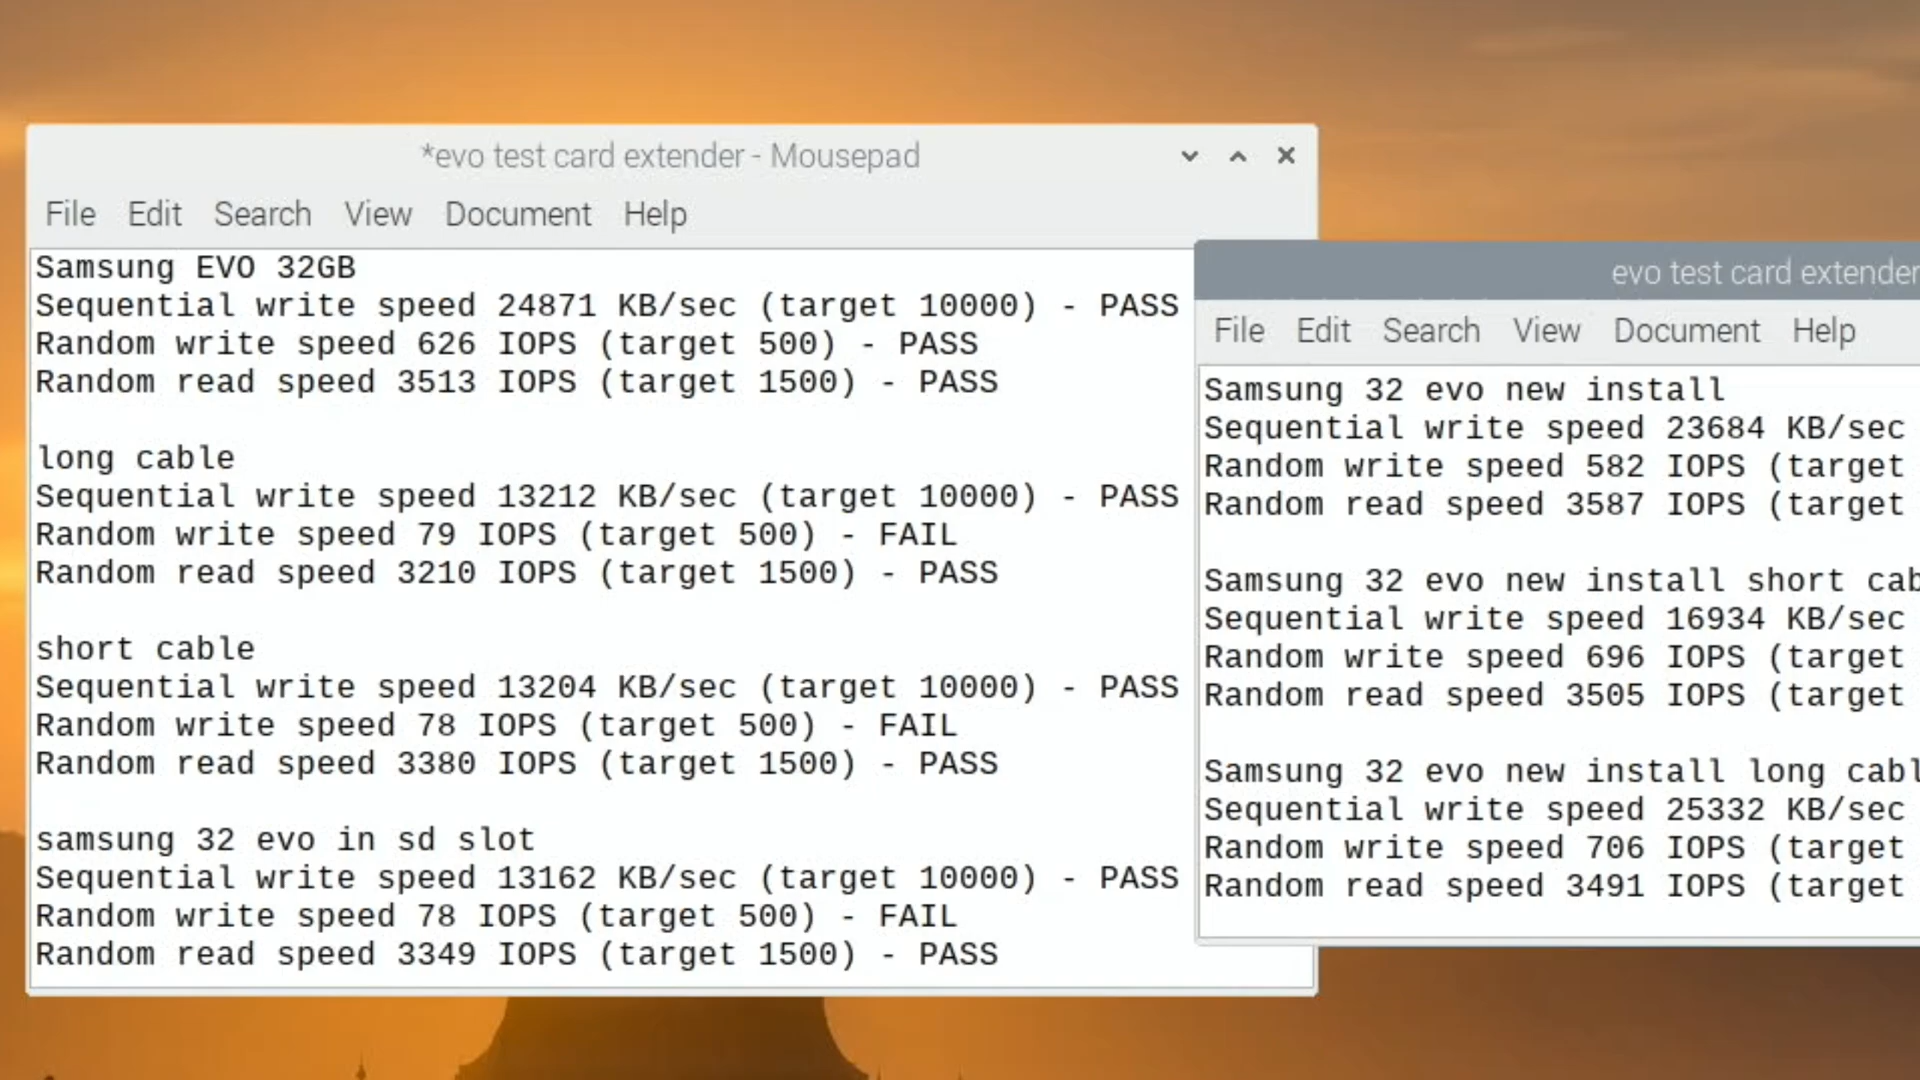 *evo test card extender - Mousepad
File Edit Search View Document Help
Samsung EVO 32GB
Sequential write speed 24871 KB/sec (target 10000) - PASS
Random write speed 626 IOPS (target 500) - PASS
Random read speed 3513 IOPS (target 1500) - PASS
long cable
Sequential write speed 13212 KB/sec (target 10000) - PASS
Random write speed 79 IOPS (target 500) - FAIL
Random read speed 3210 IOPS (target 1500) - PASS
short cable
Sequential write speed 13204 KB/sec (target 10000) - PASS
Random write speed 78 IOPS (target 500) - FAIL
Random read speed 3380 IOPS (target 1500) - PASS
samsung 32 evo in sd slot
Sequential write speed 13162 KB/sec (target 10000) - PASS
Random write speed 78 IOPS (target 500) - FAIL
Random read speed 3349 IOPS (target 1500) - PASS
evo test card extender
File Edit Search View Document Help
Samsung 32 evo new install
Sequential write speed 23684 KB/sec
Random write speed 582 IOPS (target
Random read speed 3587 IOPS (target
Samsung 32 evo new install short cab
Sequential write speed 16934 KB/sec
Random write speed 696 IOPS (target
Random read speed 3505 IOPS (target
Samsung 32 evo new install long cabl
Sequential write speed 25332 KB/sec
Random write speed 706 IOPS (target
Random read speed 3491 IOPS (target